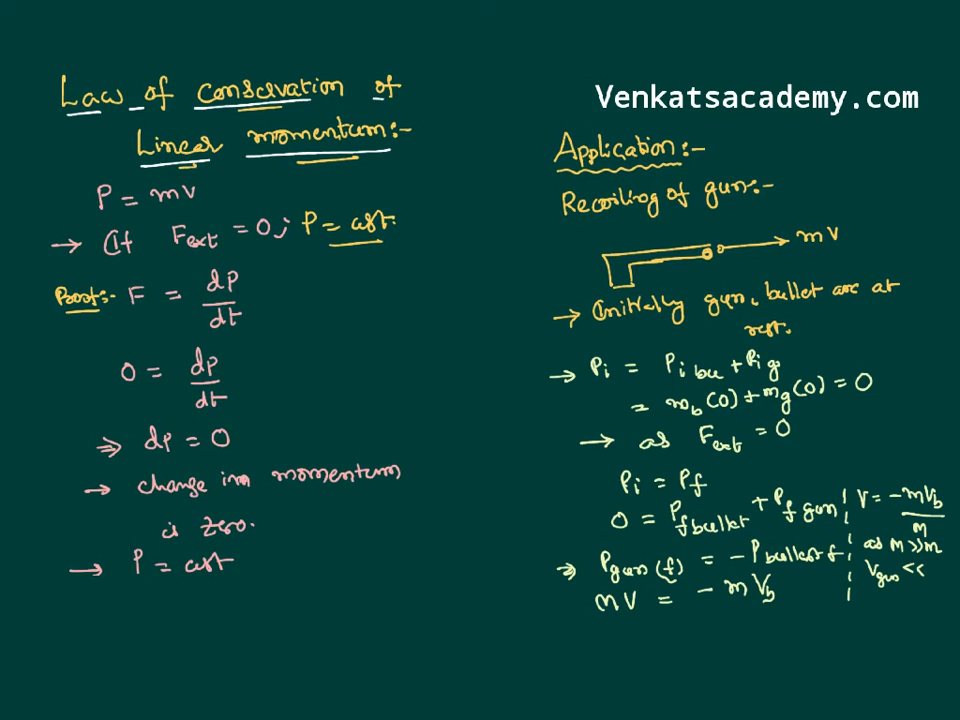 Law of conservation of
Linear momentum:-
P = mv
→ If Fext = 0; P = cst.
Proof:- F = dP/dt
0 = dp/dt
⇒ dp = 0
→ change in momentum
is zero.
→ P = cst
Venkatsacademy.com
Application:-
Recoiling of gun:-
mv
→ Initially gun, bullet are at
rest.
→ Pi = Pi bu + Pi g
= mb(0) + mg(0) = 0
→ as Fext = 0
Pi = Pf
0 = Pf bullet + Pf gun
⇒ Pgun(f) = - Pbullet f
MV = - m Vb
V = -mVb/M
as M >> m
Vgun <<